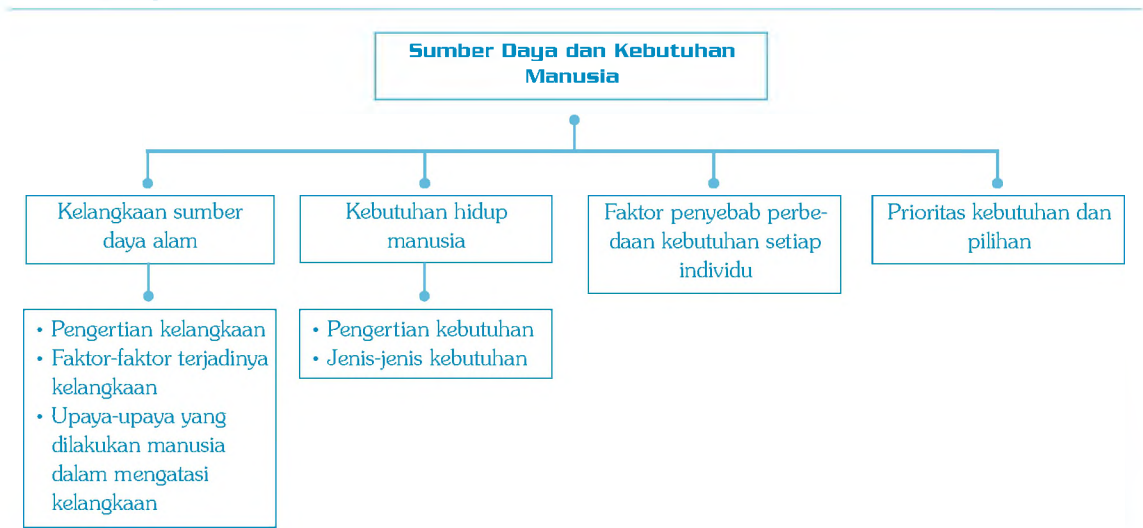 Sumber Daya dan Kebutuhan
Manusia
Kelangkaan sumber
daya alam
Kebutuhan hidup
manusia
Faktor penyebab perbe-
daan kebutuhan setiap
individu
Prioritas kebutuhan dan
pilihan
• Pengertian kelangkaan
• Faktor-faktor terjadinya
kelangkaan
• Upaya-upaya yang
dilakukan manusia
dalam mengatasi
kelangkaan
• Pengertian kebutuhan
• Jenis-jenis kebutuhan